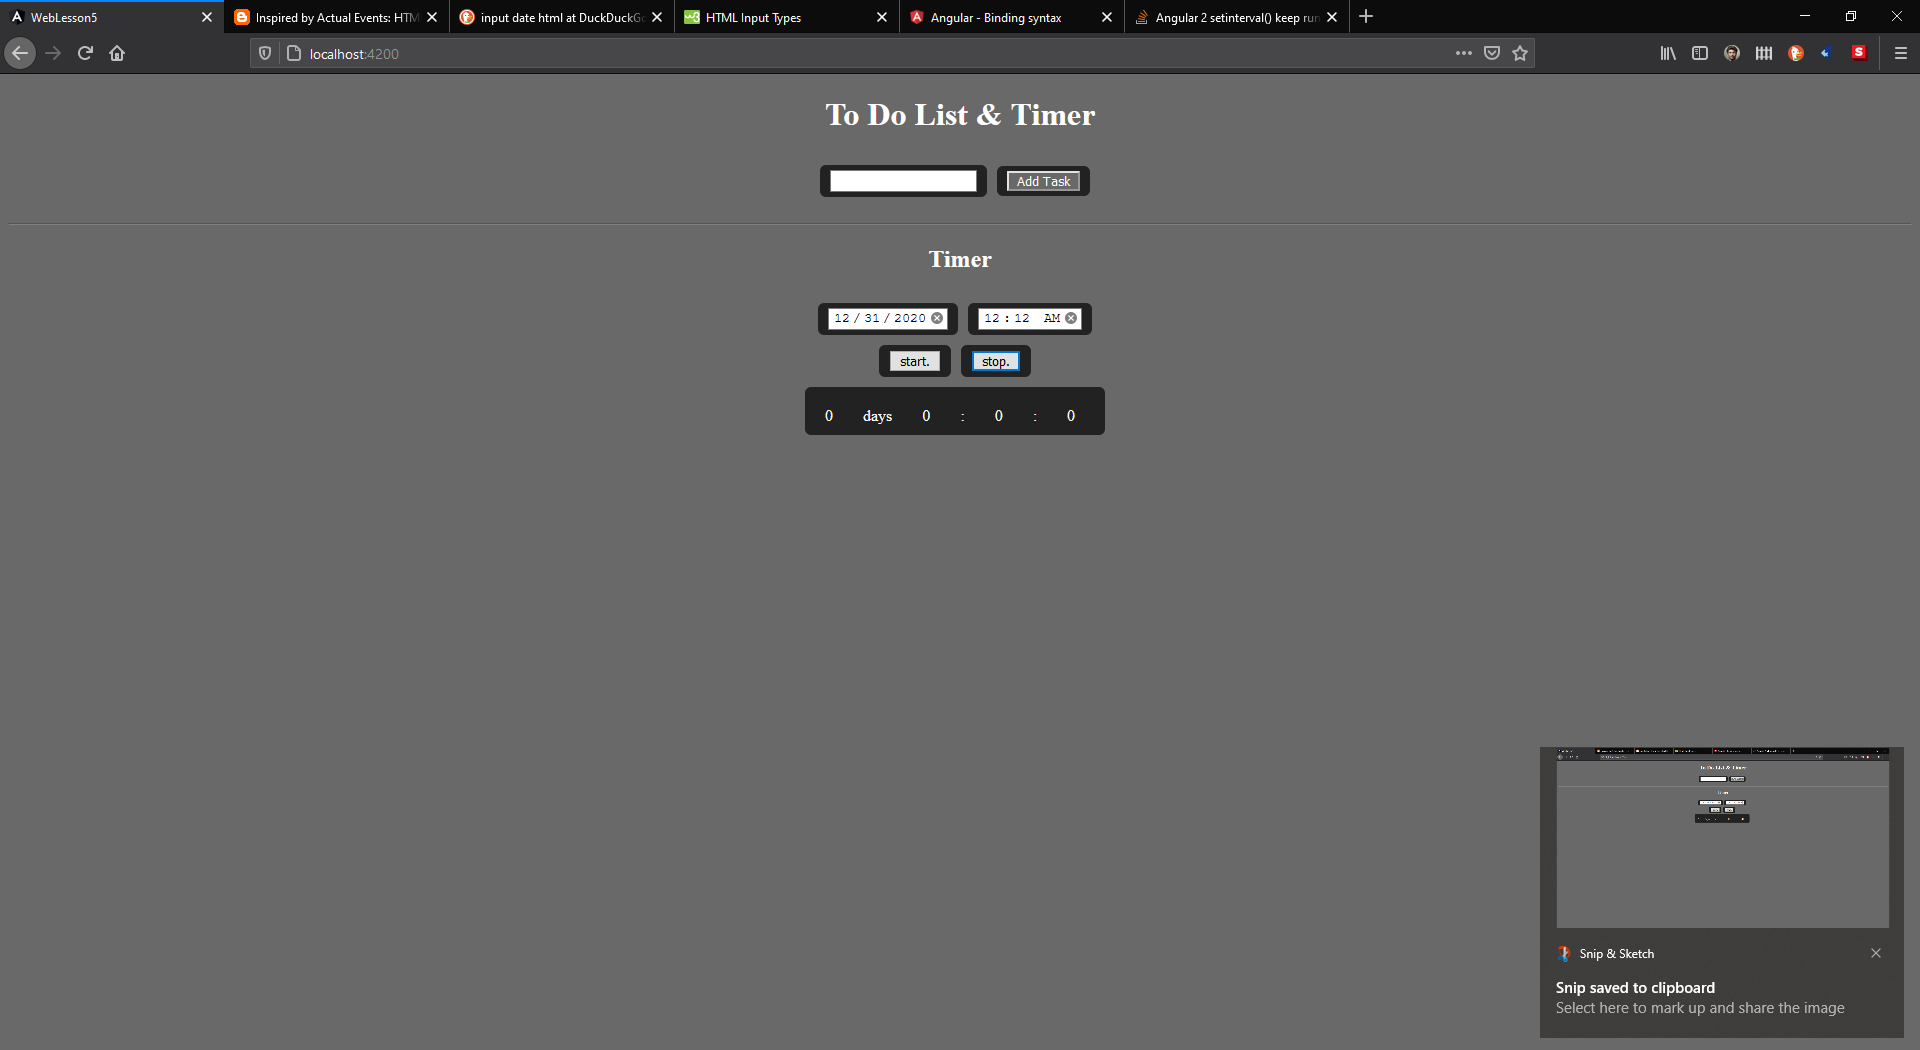 WebLesson5
Inspired by Actual Events: HTM
input date html at DuckDuckGo
HTML Input Types
Angular - Binding syntax
Angular 2 setinterval() keep run
localhost:4200
To Do List & Timer
Add Task
Timer
12 / 31 / 2020 12 : 12 AM
start. stop.
0 days 0 : 0 : 0
Snip & Sketch
Snip saved to clipboard
Select here to mark up and share the image